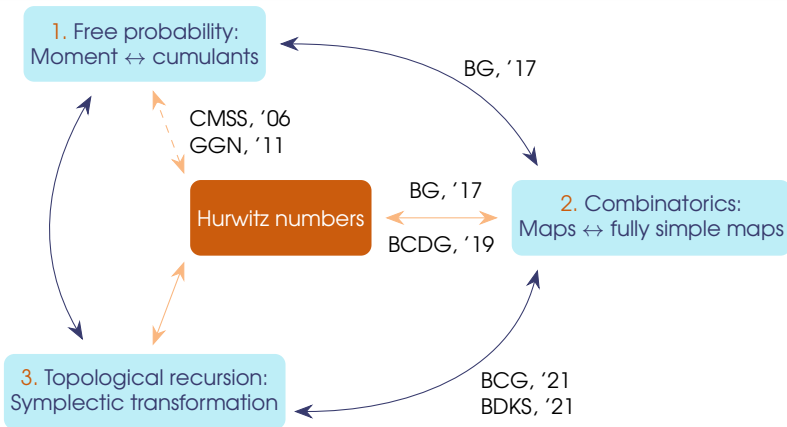 1. Free probability:
Moment ↔ cumulants
BG, ’17
CMSS, ’06
GGN, ’11
Hurwitz numbers
BG, ’17
BCDG, ’19
2. Combinatorics:
Maps ↔ fully simple maps
3. Topological recursion:
Symplectic transformation
BCG, ’21
BDKS, ’21